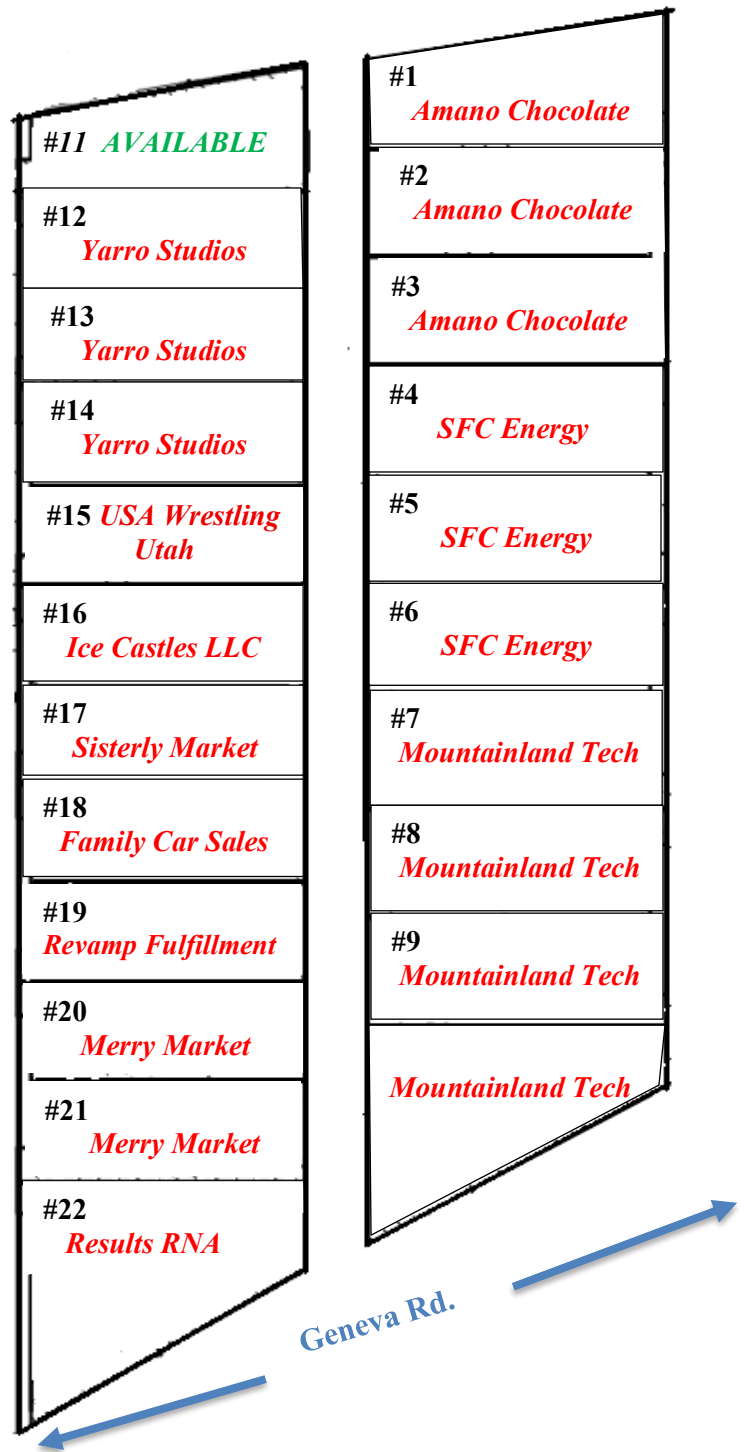 #11 AVAILABLE
#12
Yarro Studios
#13
Yarro Studios
#14
Yarro Studios
#15 USA Wrestling
Utah
#16
Ice Castles LLC
#17
Sisterly Market
#18
Family Car Sales
#19
Revamp Fulfillment
#20
Merry Market
#21
Merry Market
#22
Results RNA
#1
Amano Chocolate
#2
Amano Chocolate
#3
Amano Chocolate
#4
SFC Energy
#5
SFC Energy
#6
SFC Energy
#7
Mountainland Tech
#8
Mountainland Tech
#9
Mountainland Tech
Mountainland Tech
Geneva Rd.